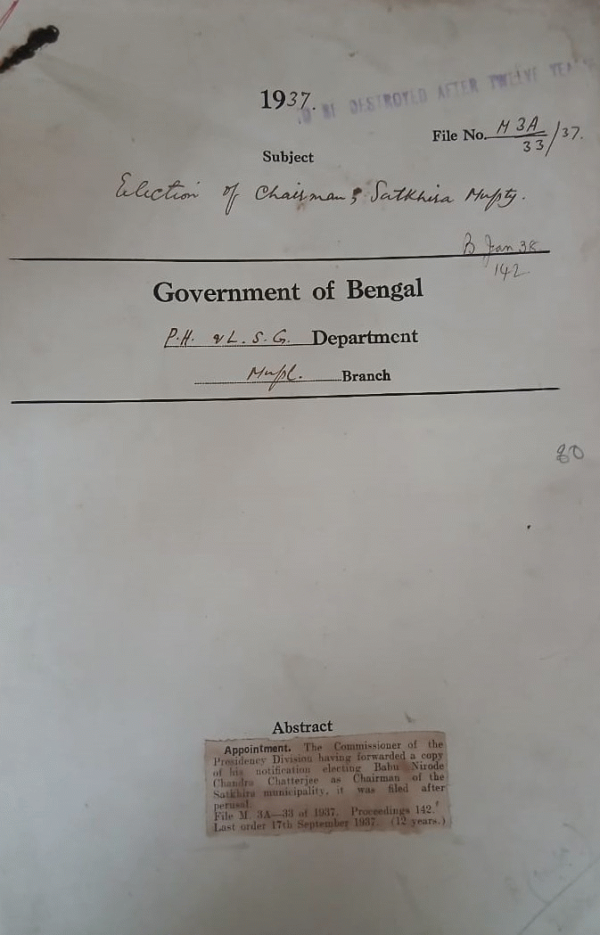 1937.
TO BE DESTROYED AFTER TWELVE YEA
File No. M 3A/33/37.
Subject
Election of Chairman, Satkhira Mupty.
B Jan 38
142
Government of Bengal
P.H. & L. S. G. Department
Mupl. Branch
80
Abstract
Appointment. The Commissioner of the
Presidency Division having forwarded a copy
of his notification electing Babu Nirode
Chandra Chatterjee as Chairman of the
Satkhira municipality, it was filed after
perusal.
File M. 3A—33 of 1937. Proceedings 142.
Last order 17th September 1937. (12 years.)